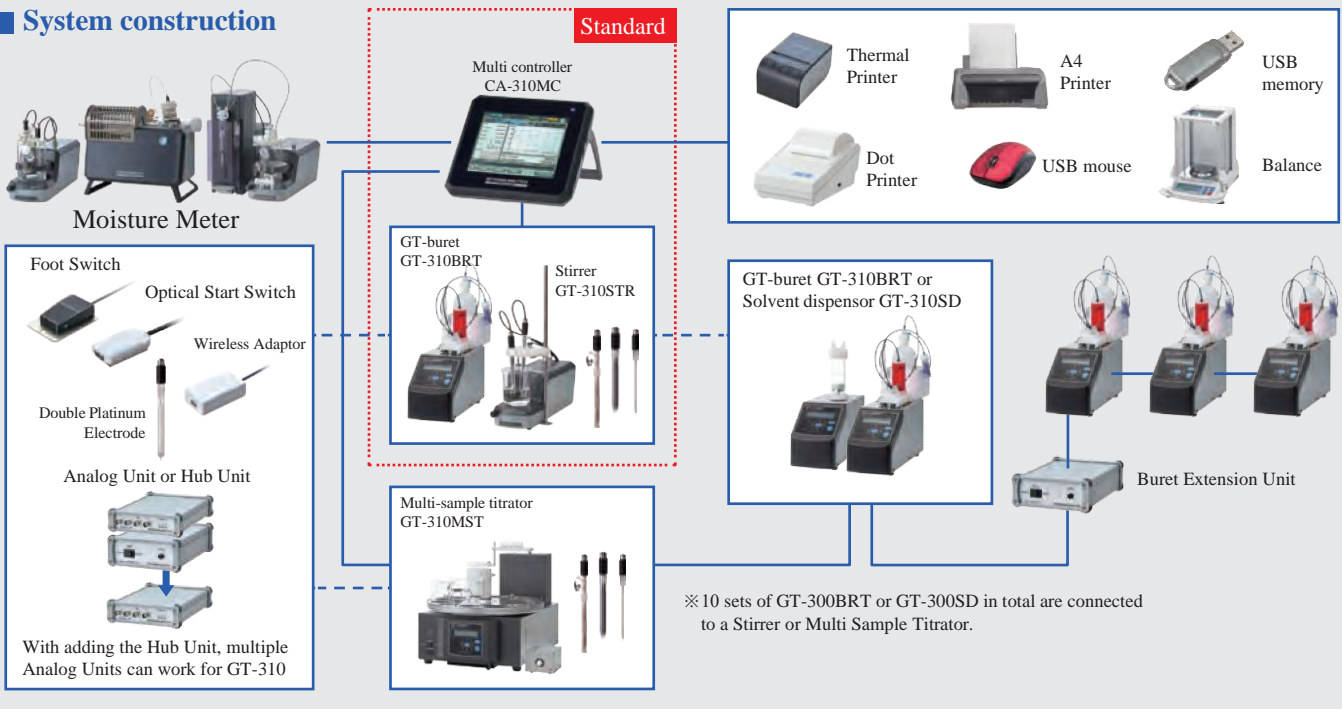 System construction
Standard
Multi controller
CA-310MC
Thermal
Printer
A4
Printer
USB
memory
Dot
Printer
USB mouse
Balance
Moisture Meter
Foot Switch
Optical Start Switch
Wireless Adaptor
Double Platinum
Electrode
Analog Unit or Hub Unit
With adding the Hub Unit, multiple
Analog Units can work for GT-310
GT-buret
GT-310BRT
Stirrer
GT-310STR
GT-buret GT-310BRT or
Solvent dispensor GT-310SD
Buret Extension Unit
Multi-sample titrator
GT-310MST
※10 sets of GT-300BRT or GT-300SD in total are connected
to a Stirrer or Multi Sample Titrator.